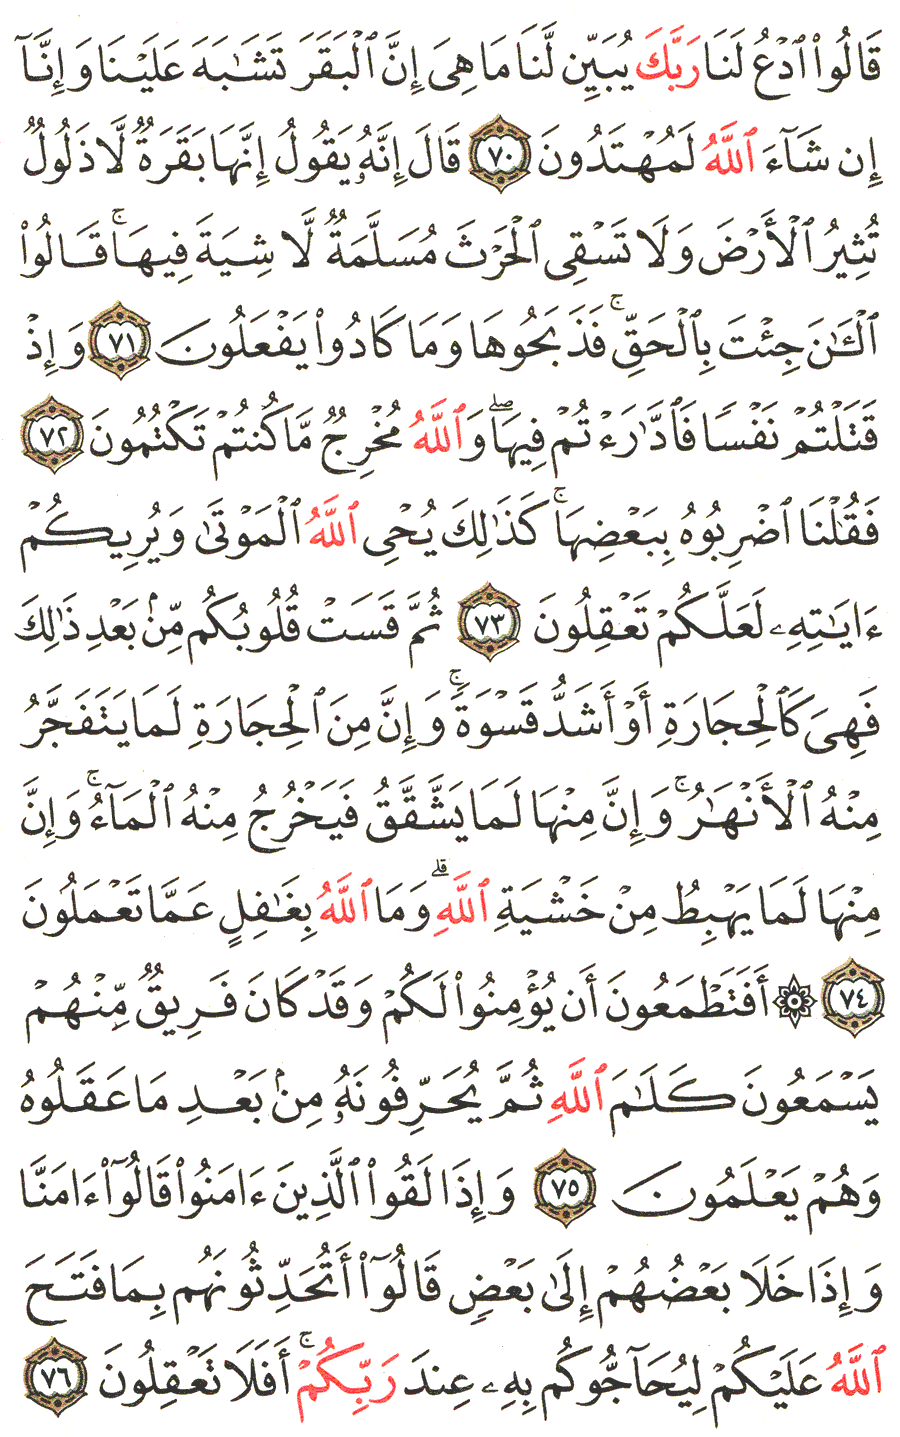 قَالُوا۟ ٱدْعُ لَنَا رَبَّكَ يُبَيِّن لَّنَا مَا هِىَ إِنَّ ٱلْبَقَرَ تَشَـٰبَهَ عَلَيْنَا وَإِنَّآ
إِن شَآءَ ٱللَّهُ لَمُهْتَدُونَ ٧٠ قَالَ إِنَّهُۥ يَقُولُ إِنَّهَا بَقَرَةٌ لَّا ذَلُولٌ
تُثِيرُ ٱلْأَرْضَ وَلَا تَسْقِى ٱلْحَرْثَ مُسَلَّمَةٌ لَّا شِيَةَ فِيهَا ۚ قَالُوا۟
ٱلْـَٔـٰنَ جِئْتَ بِٱلْحَقِّ ۚ فَذَبَحُوهَا وَمَا كَادُوا۟ يَفْعَلُونَ ٧١ وَإِذْ
قَتَلْتُمْ نَفْسًا فَٱدَّٰرَْٰٔتُمْ فِيهَا ۖ وَٱللَّهُ مُخْرِجٌ مَّا كُنتُمْ تَكْتُمُونَ ٧٢
فَقُلْنَا ٱضْرِبُوهُ بِبَعْضِهَا ۚ كَذَٰلِكَ يُحْىِ ٱللَّهُ ٱلْمَوْتَىٰ وَيُرِيكُمْ
ءَايَـٰتِهِۦ لَعَلَّكُمْ تَعْقِلُونَ ٧٣ ثُمَّ قَسَتْ قُلُوبُكُم مِّنۢ بَعْدِ ذَٰلِكَ
فَهِىَ كَٱلْحِجَارَةِ أَوْ أَشَدُّ قَسْوَةً ۚ وَإِنَّ مِنَ ٱلْحِجَارَةِ لَمَا يَتَفَجَّرُ
مِنْهُ ٱلْأَنْهَـٰرُ ۚ وَإِنَّ مِنْهَا لَمَا يَشَّقَّقُ فَيَخْرُجُ مِنْهُ ٱلْمَآءُ ۚ وَإِنَّ
مِنْهَا لَمَا يَهْبِطُ مِنْ خَشْيَةِ ٱللَّهِ ۗ وَمَا ٱللَّهُ بِغَـٰفِلٍ عَمَّا تَعْمَلُونَ
٧٤ ۞ أَفَتَطْمَعُونَ أَن يُؤْمِنُوا۟ لَكُمْ وَقَدْ كَانَ فَرِيقٌ مِّنْهُمْ
يَسْمَعُونَ كَلَـٰمَ ٱللَّهِ ثُمَّ يُحَرِّفُونَهُۥ مِنۢ بَعْدِ مَا عَقَلُوهُ
وَهُمْ يَعْلَمُونَ ٧٥ وَإِذَا لَقُوا۟ ٱلَّذِينَ ءَامَنُوا۟ قَالُوٓا۟ ءَامَنَّا
وَإِذَا خَلَا بَعْضُهُمْ إِلَىٰ بَعْضٍ قَالُوٓا۟ أَتُحَدِّثُونَهُم بِمَا فَتَحَ
ٱللَّهُ عَلَيْكُمْ لِيُحَآجُّوكُم بِهِۦ عِندَ رَبِّكُمْ ۚ أَفَلَا تَعْقِلُونَ ٧٦